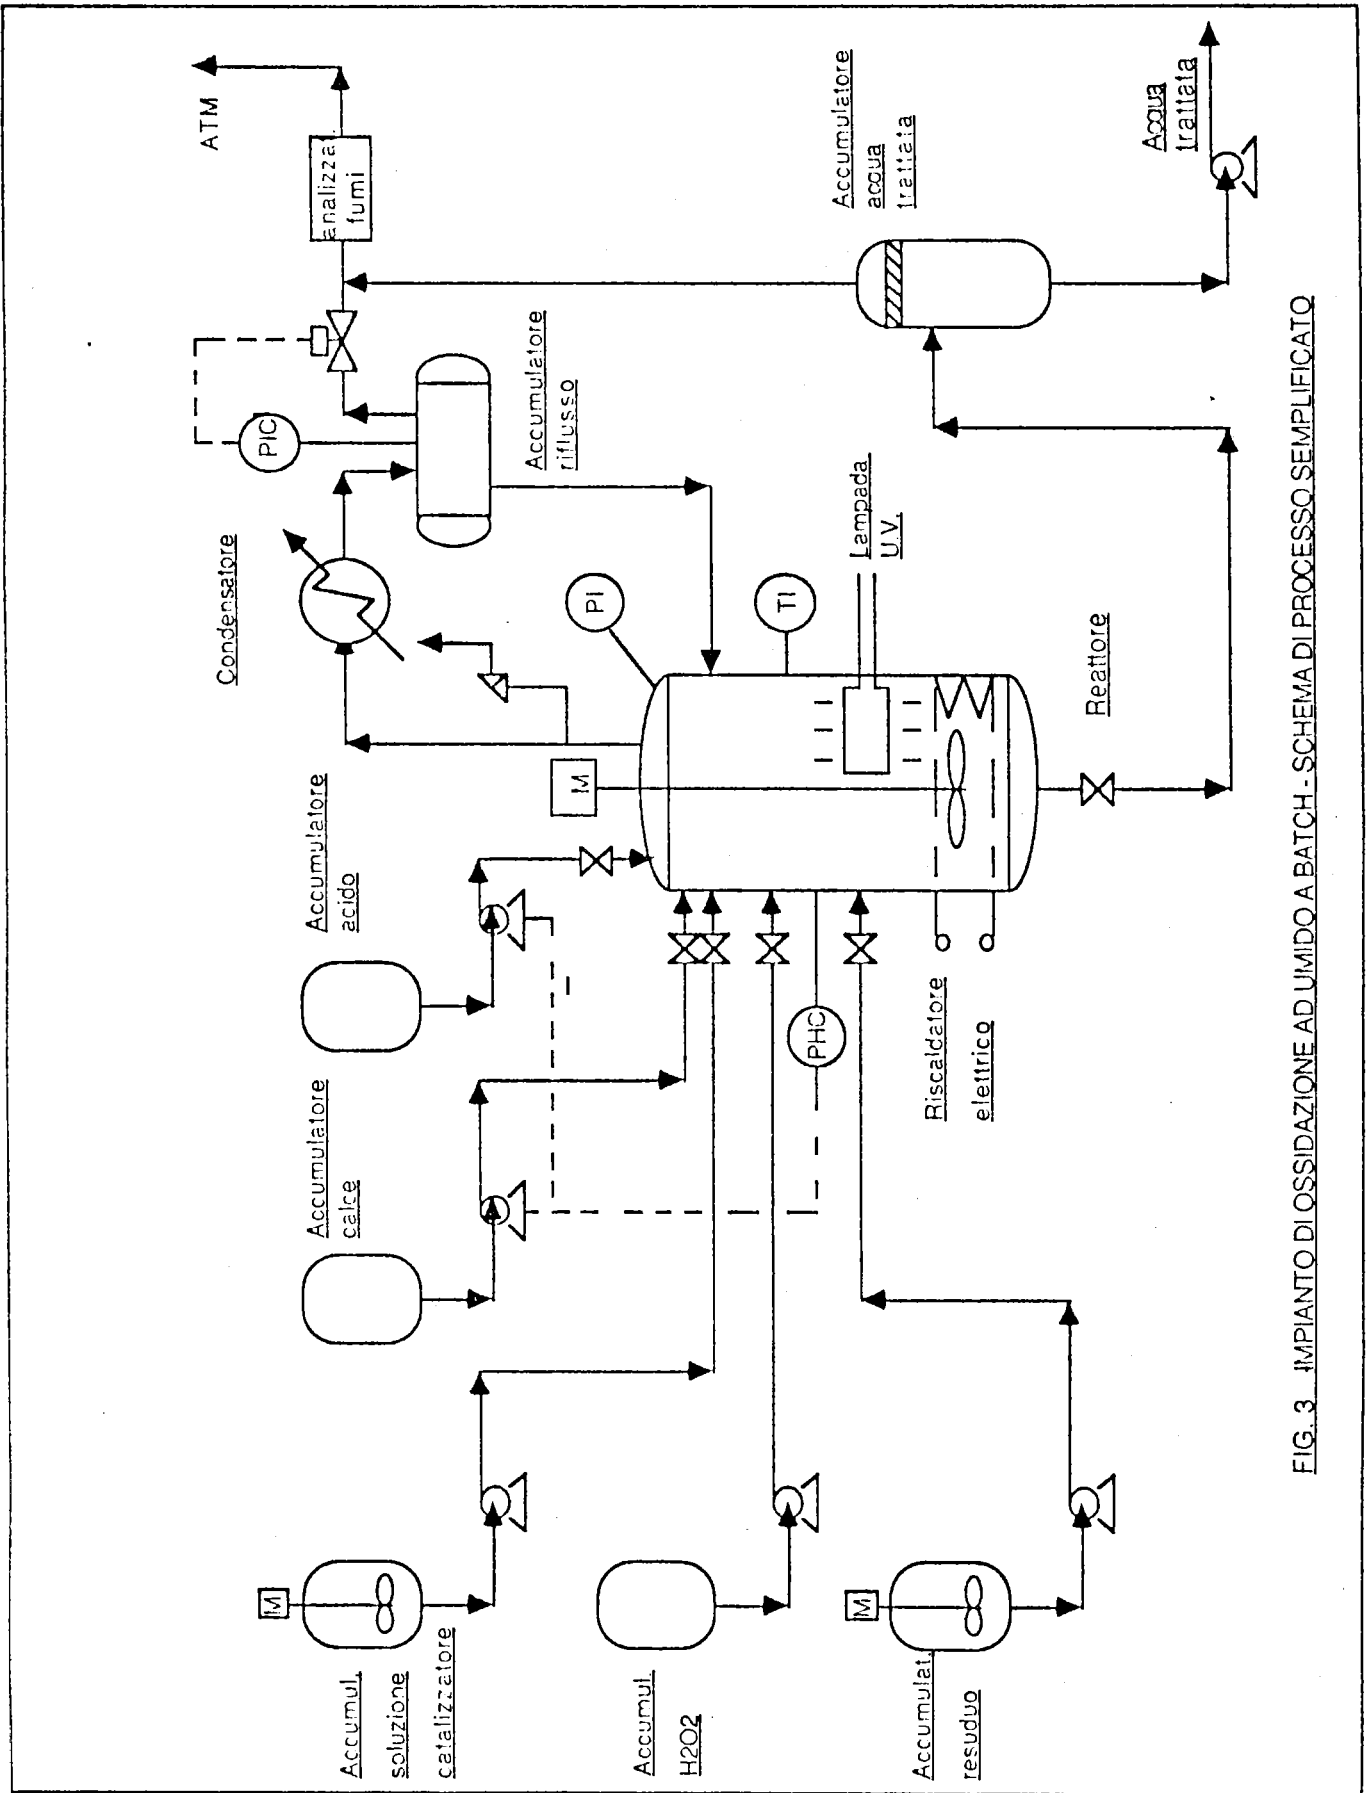 ATM
analizza
fumi
PIC
Condensatore
Accumulatore
riflusso
Accumulatore
acqua
trattata
Acqua
trattata
Accumulatore
acido
Accumulatore
calce
M
PI
TI
Lampada
U.V.
Reattore
PHC
Riscaldatore
elettrico
M
Accumul.
soluzione
catalizzatore
Accumul.
H2O2
M
Accumulat.
resuduo
FIG. 3 IMPIANTO DI OSSIDAZIONE AD UMIDO A BATCH - SCHEMA DI PROCESSO SEMPLIFICATO